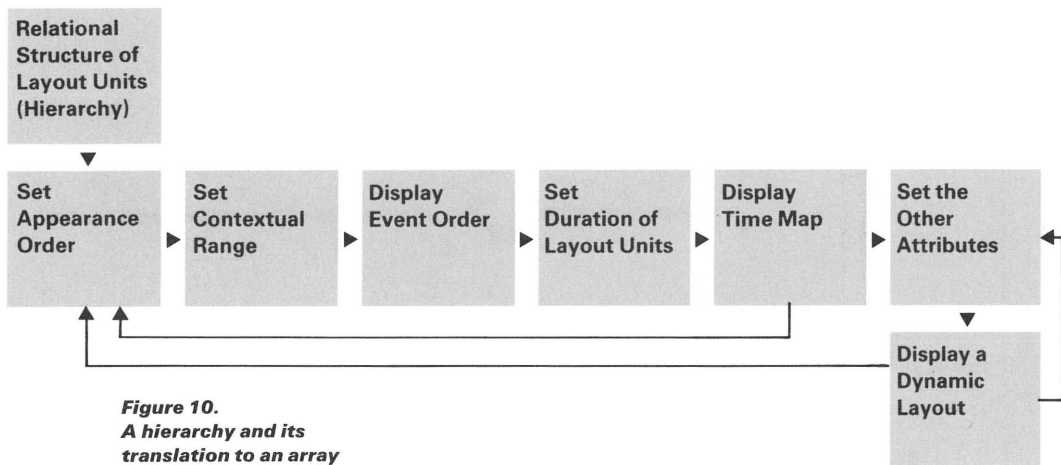 Relational
Structure of
Layout Units
(Hierarchy)
Set
Appearance
Order
Set
Contextual
Range
Display
Event Order
Set
Duration of
Layout Units
Display
Time Map
Set the
Other
Attributes
Display a
Dynamic
Layout
Figure 10.
A hierarchy and its
translation to an array